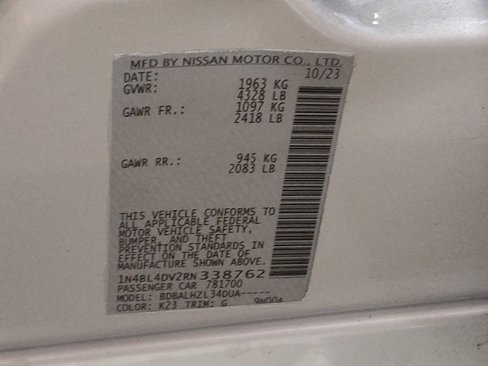 MFD BY NISSAN MOTOR CO., LTD.
DATE: 10/23
GVWR: 1963 KG
4328 LB
GAWR FR.: 1097 KG
2418 LB
GAWR RR.: 945 KG
2083 LB
THIS VEHICLE CONFORMS TO
ALL APPLICABLE FEDERAL
MOTOR VEHICLE SAFETY,
BUMPER, AND THEFT
PREVENTION STANDARDS IN
EFFECT ON THE DATE OF
MANUFACTURE SHOWN ABOVE.
1N4BL4DV2RN338762
PASSENGER CAR 781700
MODEL: BDBALHZL34DUA-----
COLOR: K23 TRIM: G 9N00A